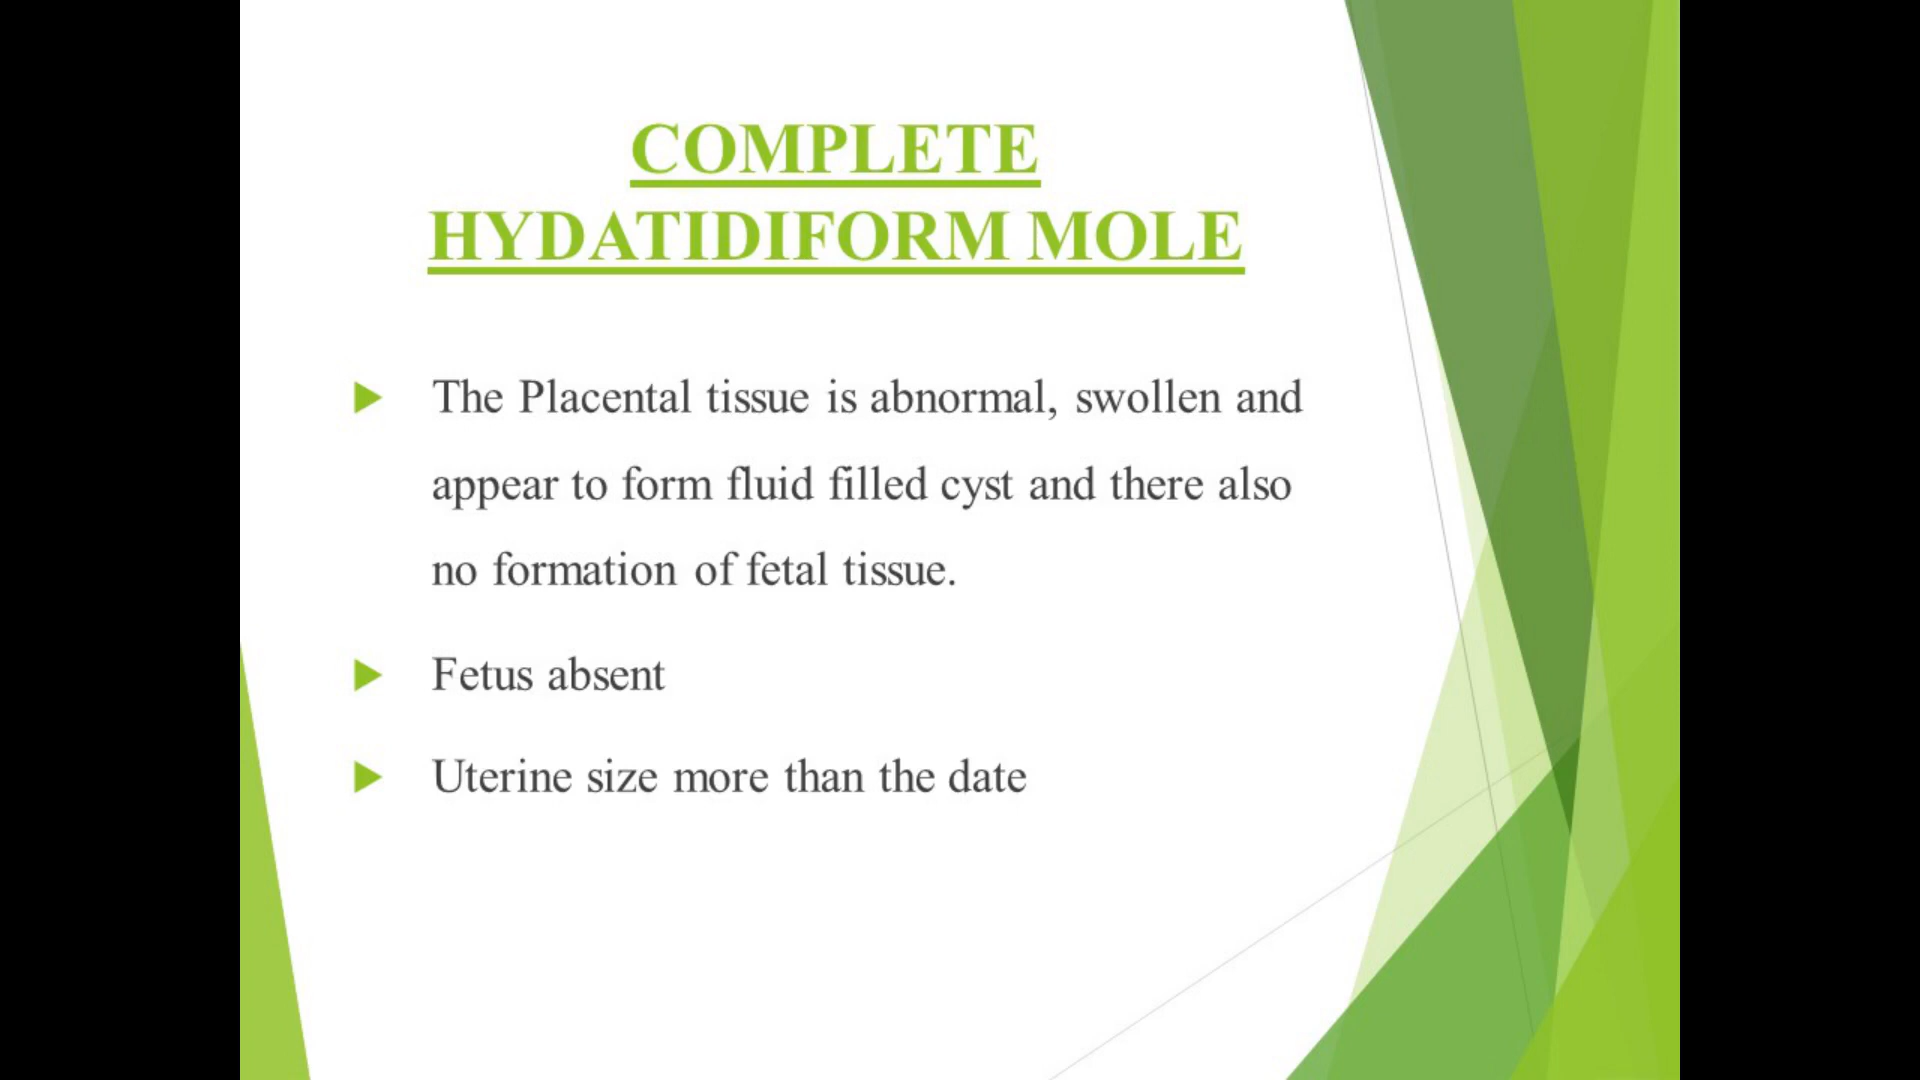 COMPLETE
HYDATIDIFORM MOLE
The Placental tissue is abnormal, swollen and
appear to form fluid filled cyst and there also
no formation of fetal tissue.
Fetus absent
Uterine size more than the date